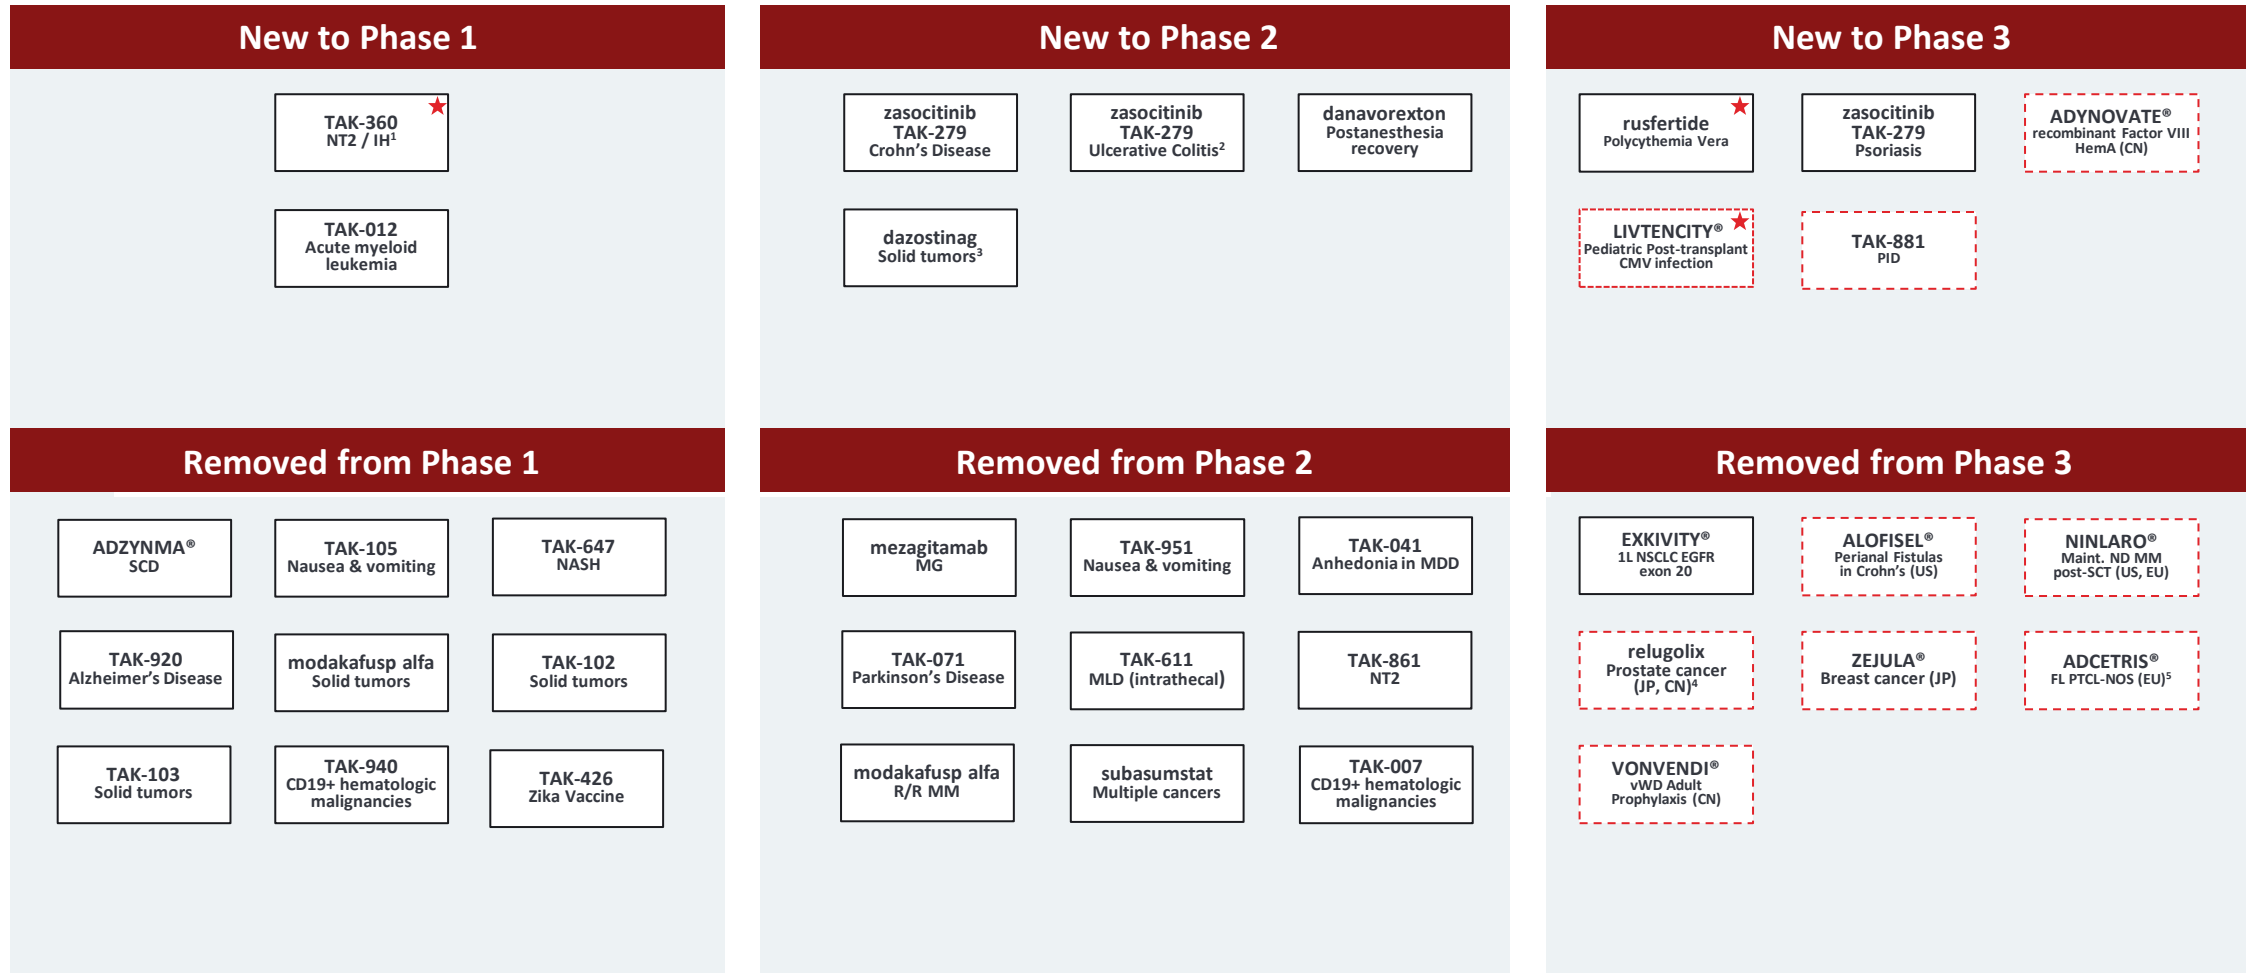 New to Phase 1
TAK-360
NT2 / IH¹
TAK-012
Acute myeloid
leukemia
New to Phase 2
zasocitinib
TAK-279
Crohn’s Disease
zasocitinib
TAK-279
Ulcerative Colitis²
danavorexton
Postanesthesia
recovery
dazostinag
Solid tumors³
New to Phase 3
rusfertide
Polycythemia Vera
zasocitinib
TAK-279
Psoriasis
ADYNOVATE®
recombinant Factor VIII
HemA (CN)
LIVTENCITY®
Pediatric Post-transplant
CMV infection
TAK-881
PID
Removed from Phase 1
ADZYNMA®
SCD
TAK-105
Nausea & vomiting
TAK-647
NASH
TAK-920
Alzheimer’s Disease
modakafusp alfa
Solid tumors
TAK-102
Solid tumors
TAK-103
Solid tumors
TAK-940
CD19+ hematologic
malignancies
TAK-426
Zika Vaccine
Removed from Phase 2
mezagitamab
MG
TAK-951
Nausea & vomiting
TAK-041
Anhedonia in MDD
TAK-071
Parkinson’s Disease
TAK-611
MLD (intrathecal)
TAK-861
NT2
modakafusp alfa
R/R MM
subasumstat
Multiple cancers
TAK-007
CD19+ hematologic
malignancies
Removed from Phase 3
EXKIVITY®
1L NSCLC EGFR
exon 20
ALOFISEL®
Perianal Fistulas
in Crohn’s (US)
NINLARO®
Maint. ND MM
post-SCT (US, EU)
relugolix
Prostate cancer
(JP, CN)⁴
ZEJULA®
Breast cancer (JP)
ADCETRIS®
FL PTCL-NOS (EU)⁵
VONVENDI®
vWD Adult
Prophylaxis (CN)